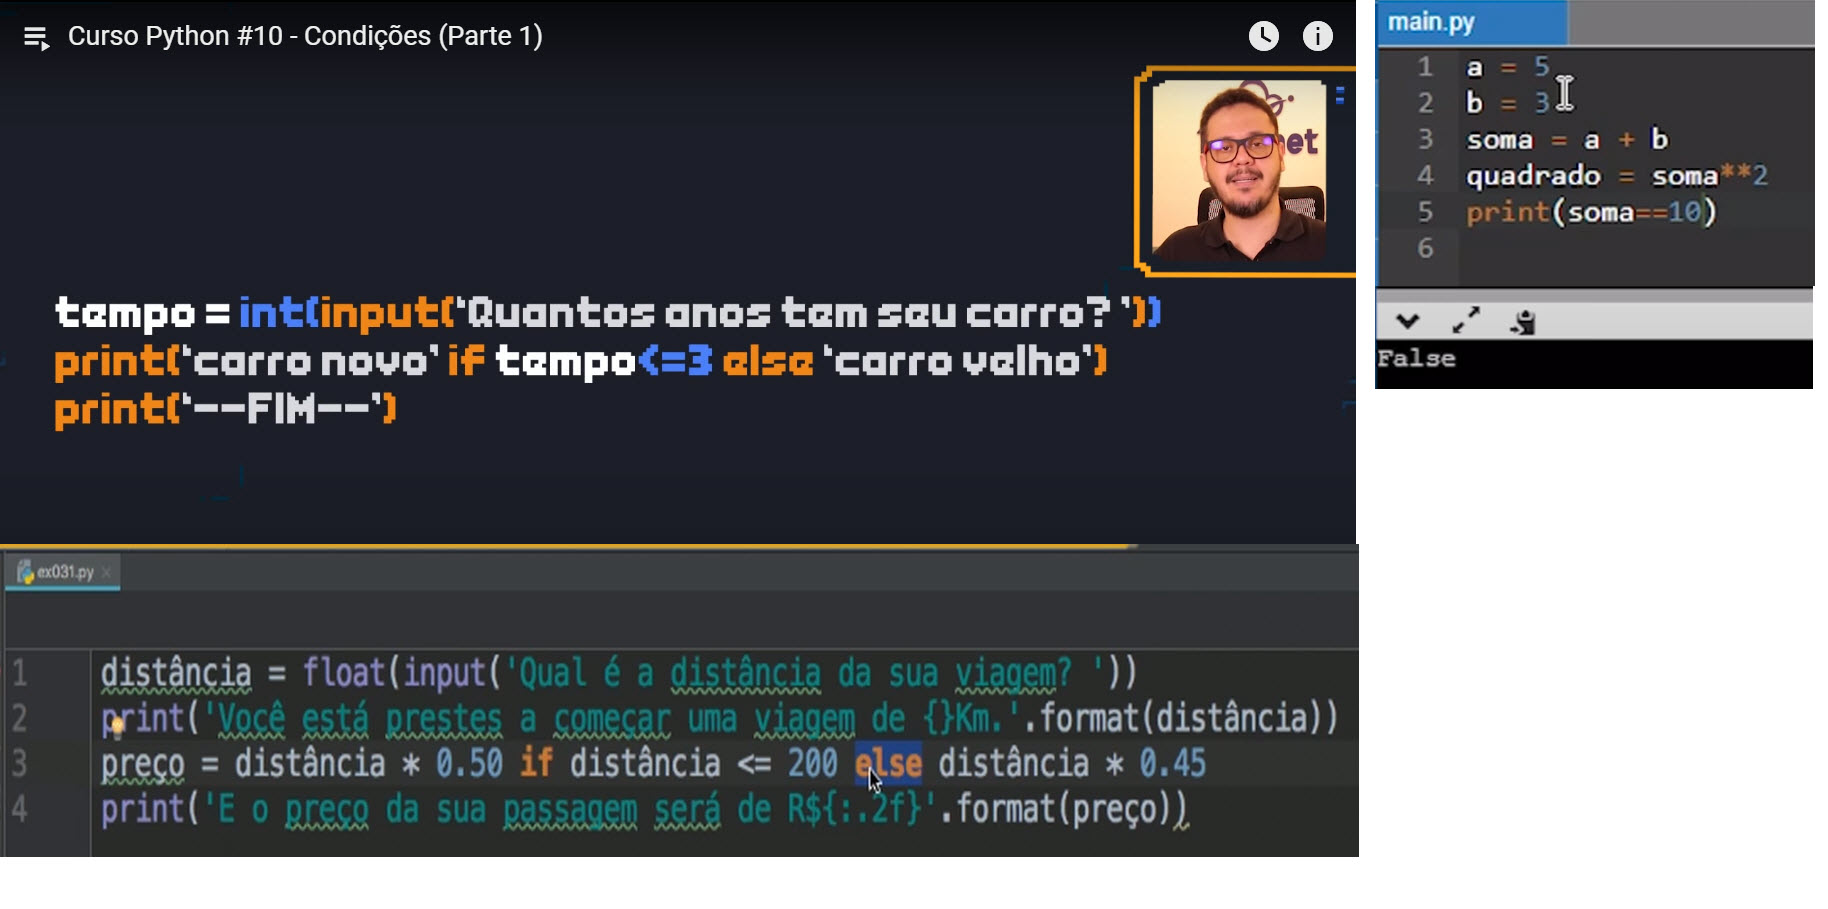 Curso Python #10 - Condições (Parte 1)
et
tempo = int(input('Quantos anos tem seu carro? '))
print('carro novo' if tempo<=3 else 'carro velho')
print('--FIM--')
main.py
1 a = 5
2 b = 3
3 soma = a + b
4 quadrado = soma**2
5 print(soma==10)
6
False
ex031.py
1 distância = float(input('Qual é a distância da sua viagem? '))
2 print('Você está prestes a começar uma viagem de {}Km.'.format(distância))
3 preço = distância * 0.50 if distância <= 200 else distância * 0.45
4 print('E o preço da sua passagem será de R${:.2f}'.format(preço))